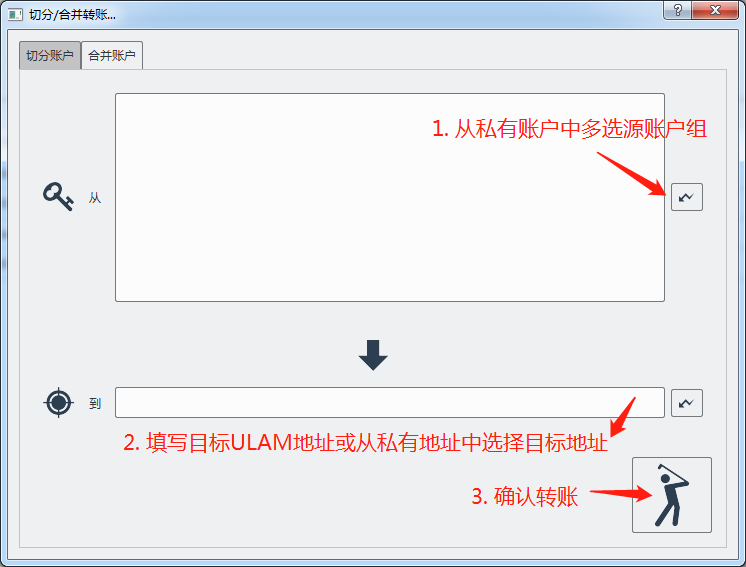 切分/合并转账...
切分账户 合并账户
1. 从私有账户中多选源账户组
从
到
2. 填写目标ULAM地址或从私有地址中选择目标地址
3. 确认转账